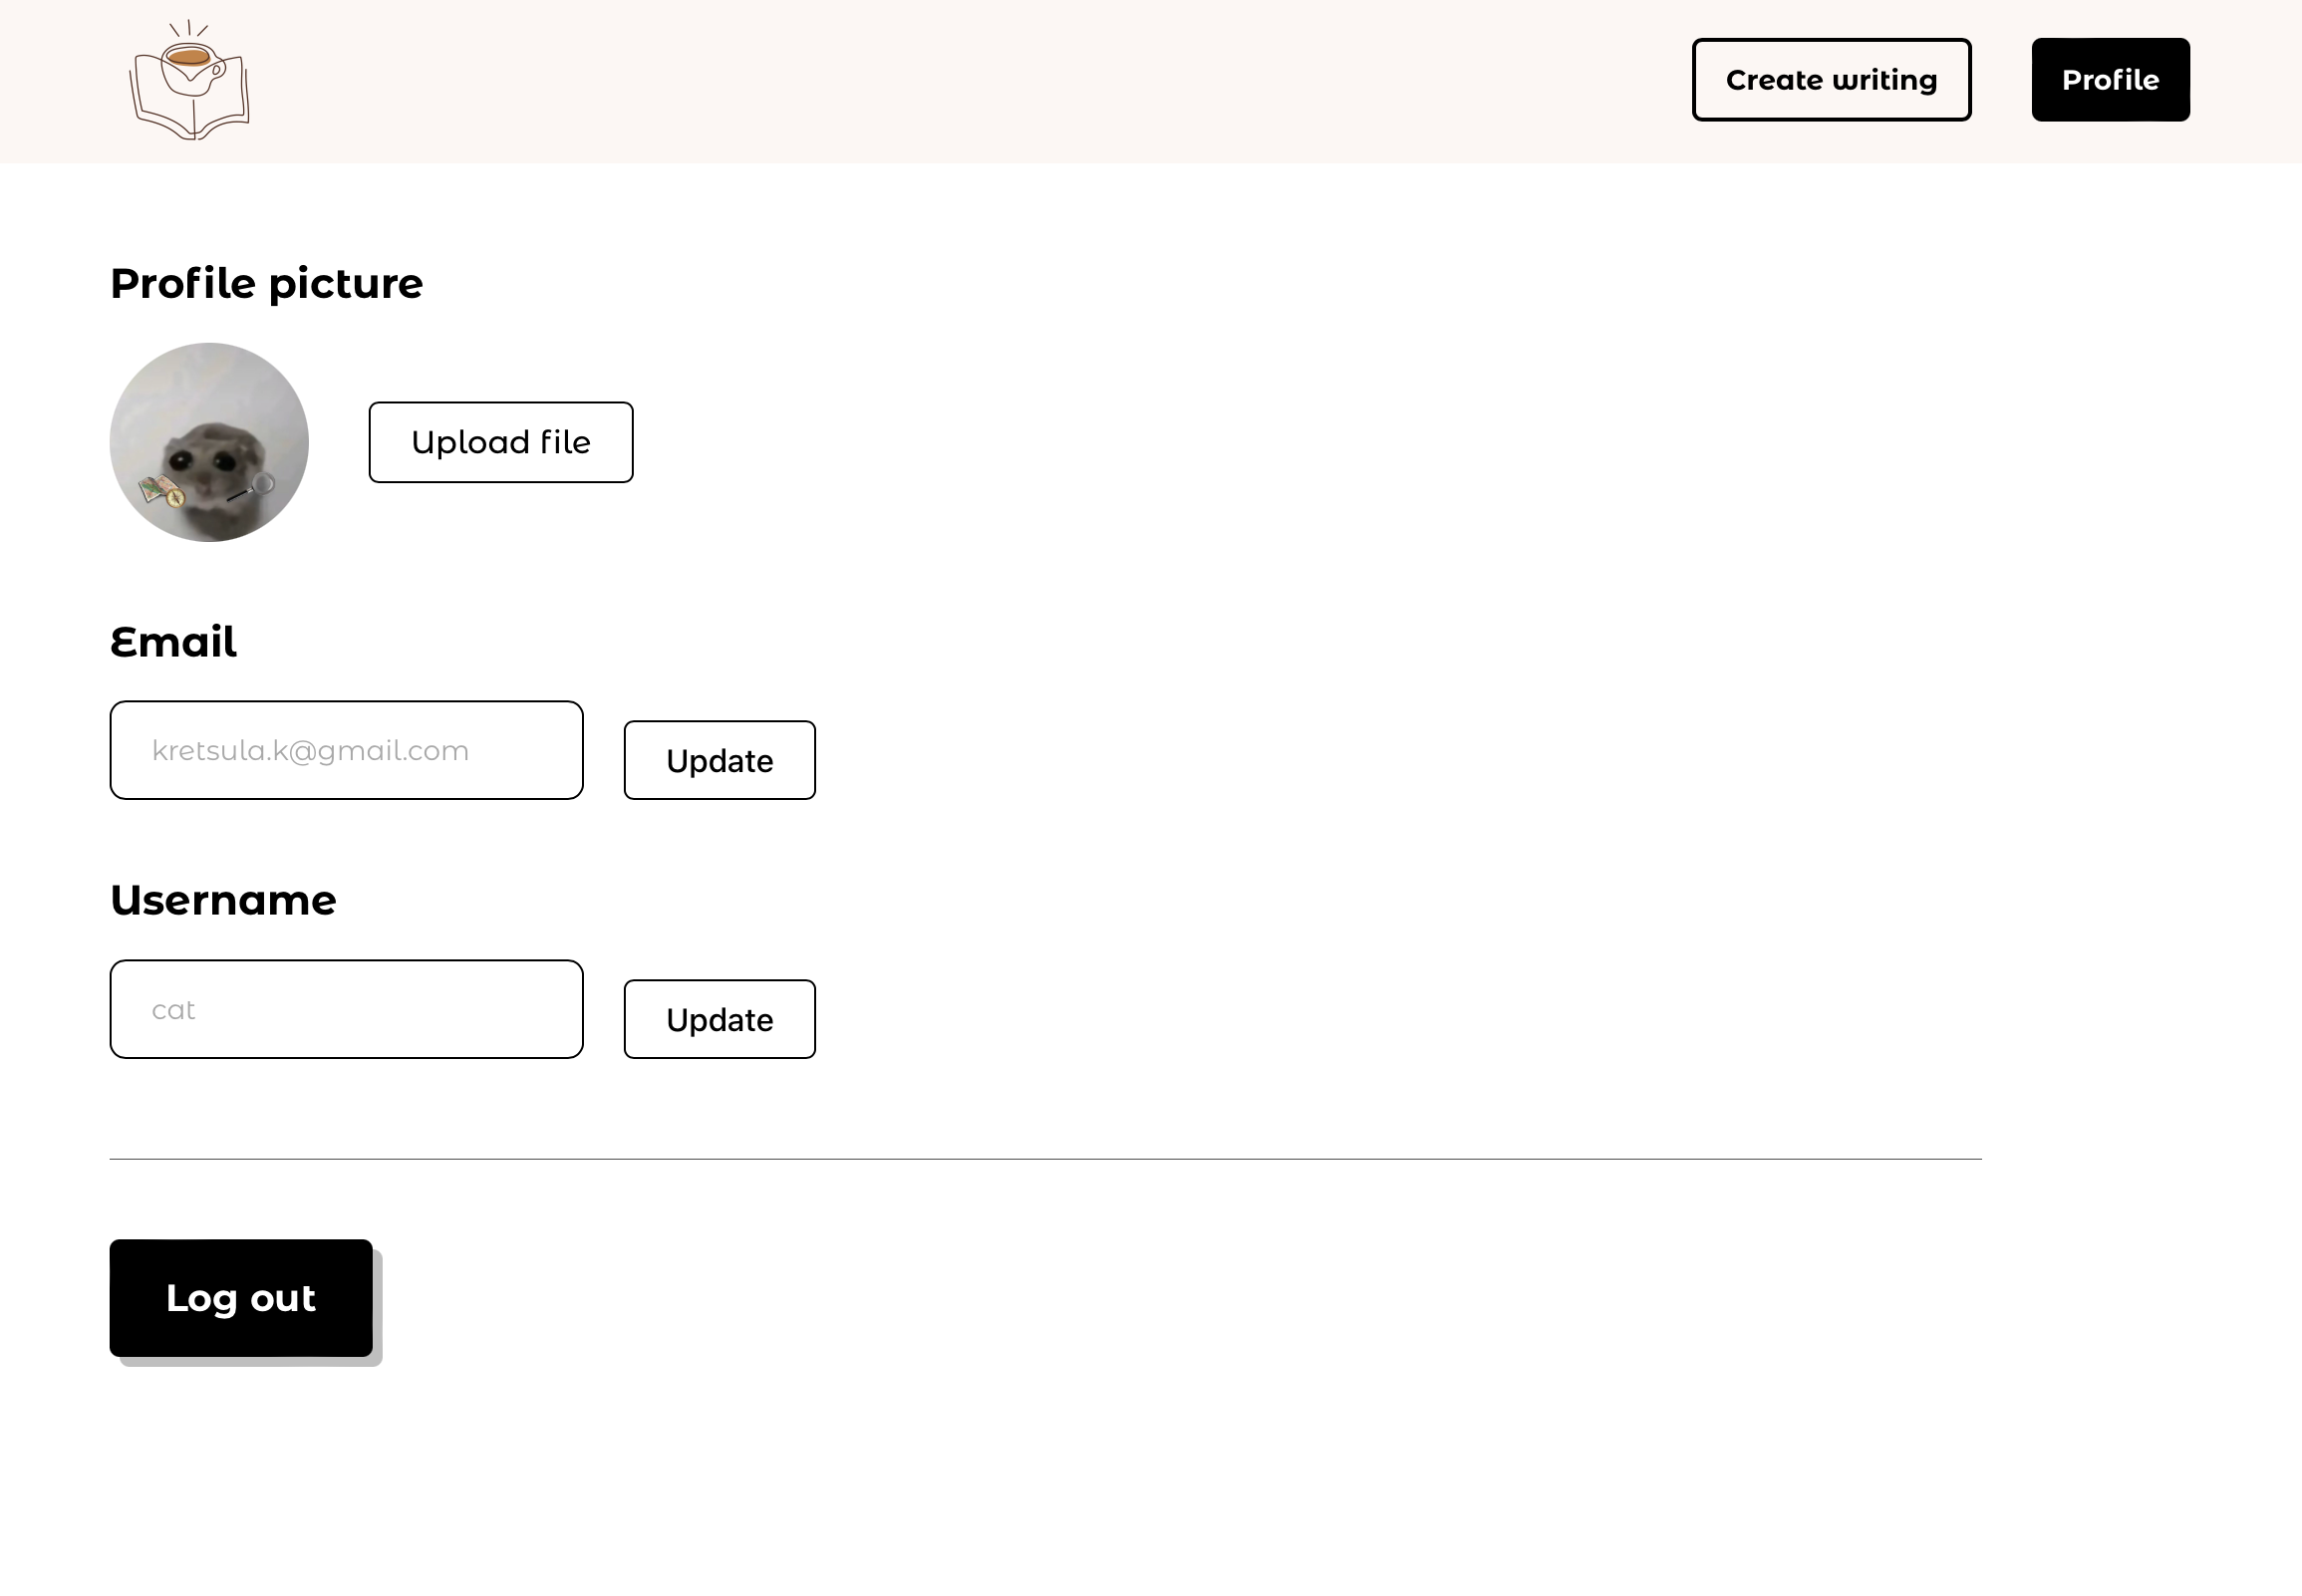 Create writing
Profile
Profile picture
Upload file
Email
kretsula.k@gmail.com
Update
Username
cat
Update
Log out